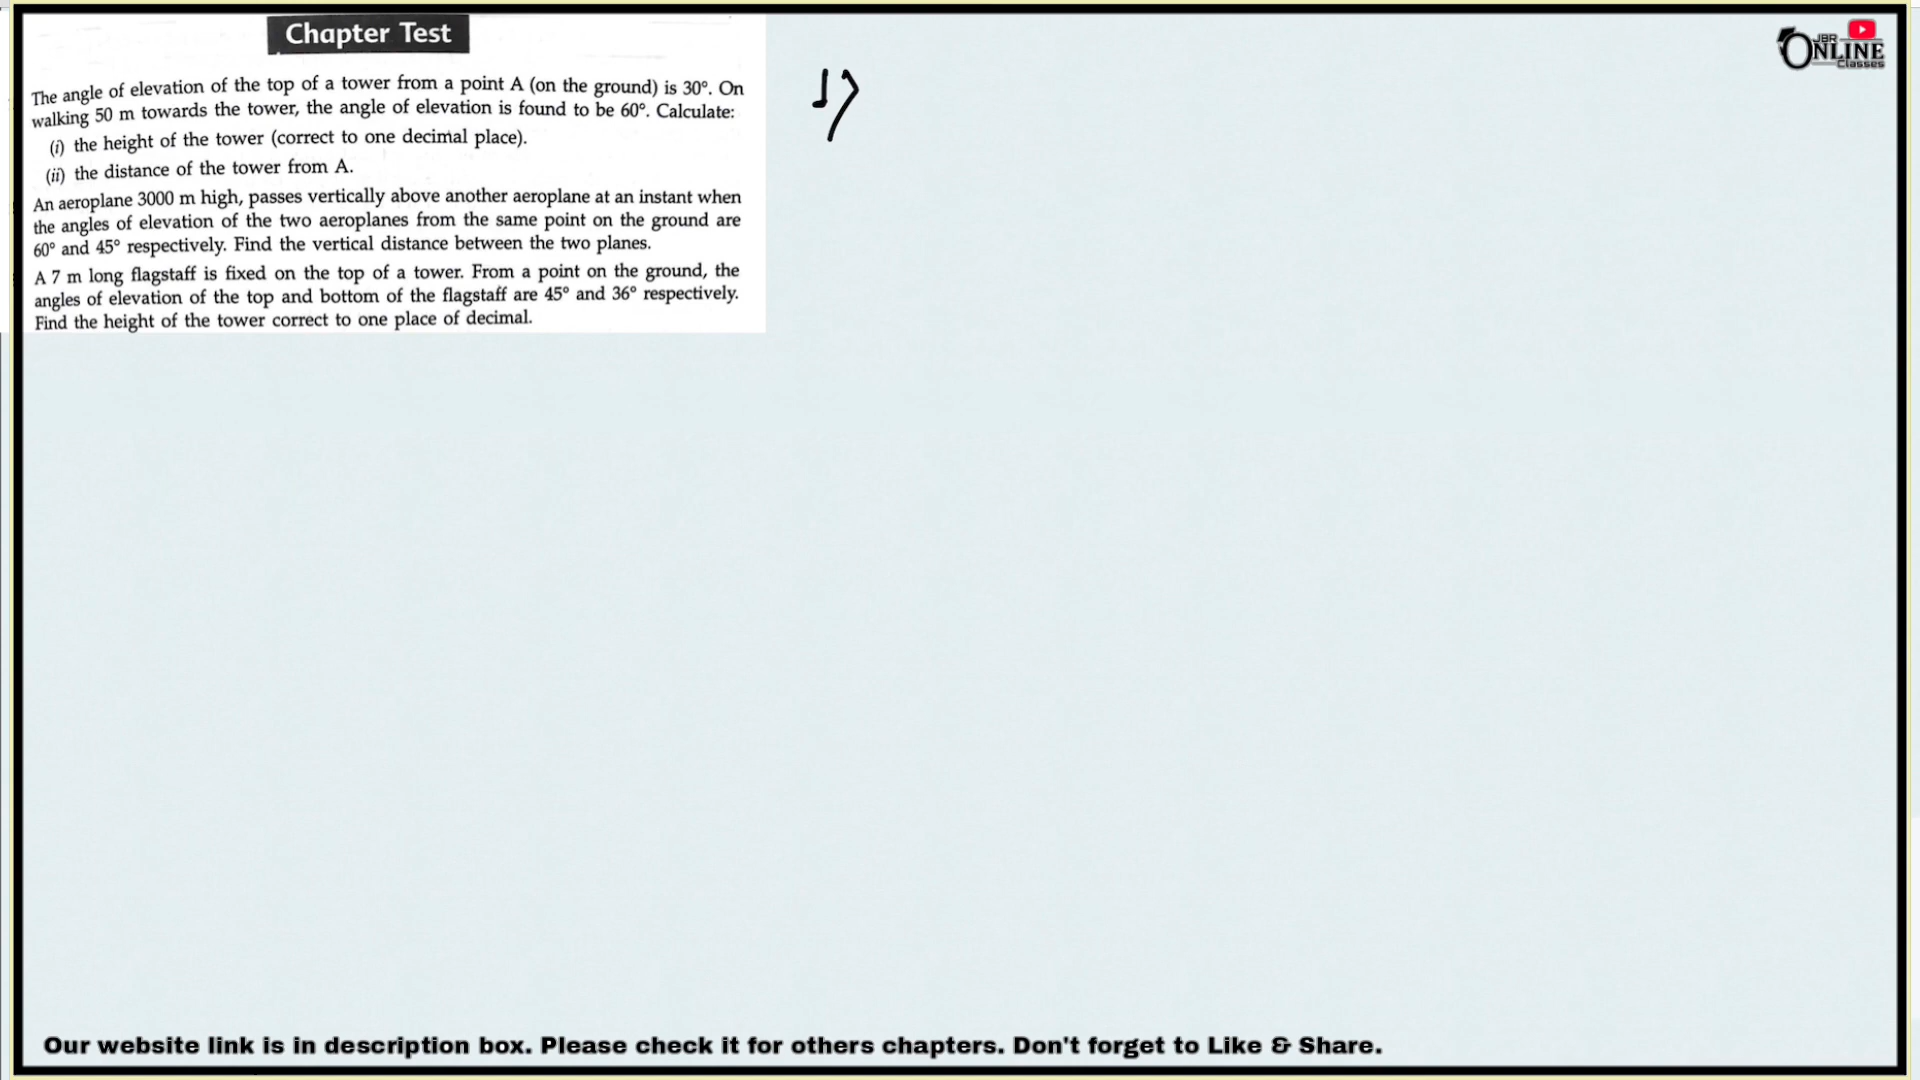 Chapter Test
The angle of elevation of the top of a tower from a point A (on the ground) is 30°. On
walking 50 m towards the tower, the angle of elevation is found to be 60°. Calculate:
(i) the height of the tower (correct to one decimal place).
(ii) the distance of the tower from A.
An aeroplane 3000 m high, passes vertically above another aeroplane at an instant when
the angles of elevation of the two aeroplanes from the same point on the ground are
60° and 45° respectively. Find the vertical distance between the two planes.
A 7 m long flagstaff is fixed on the top of a tower. From a point on the ground, the
angles of elevation of the top and bottom of the flagstaff are 45° and 36° respectively.
Find the height of the tower correct to one place of decimal.
1)
JBR
ONLINE
Classes
Our website link is in description box. Please check it for others chapters. Don't forget to Like & Share.